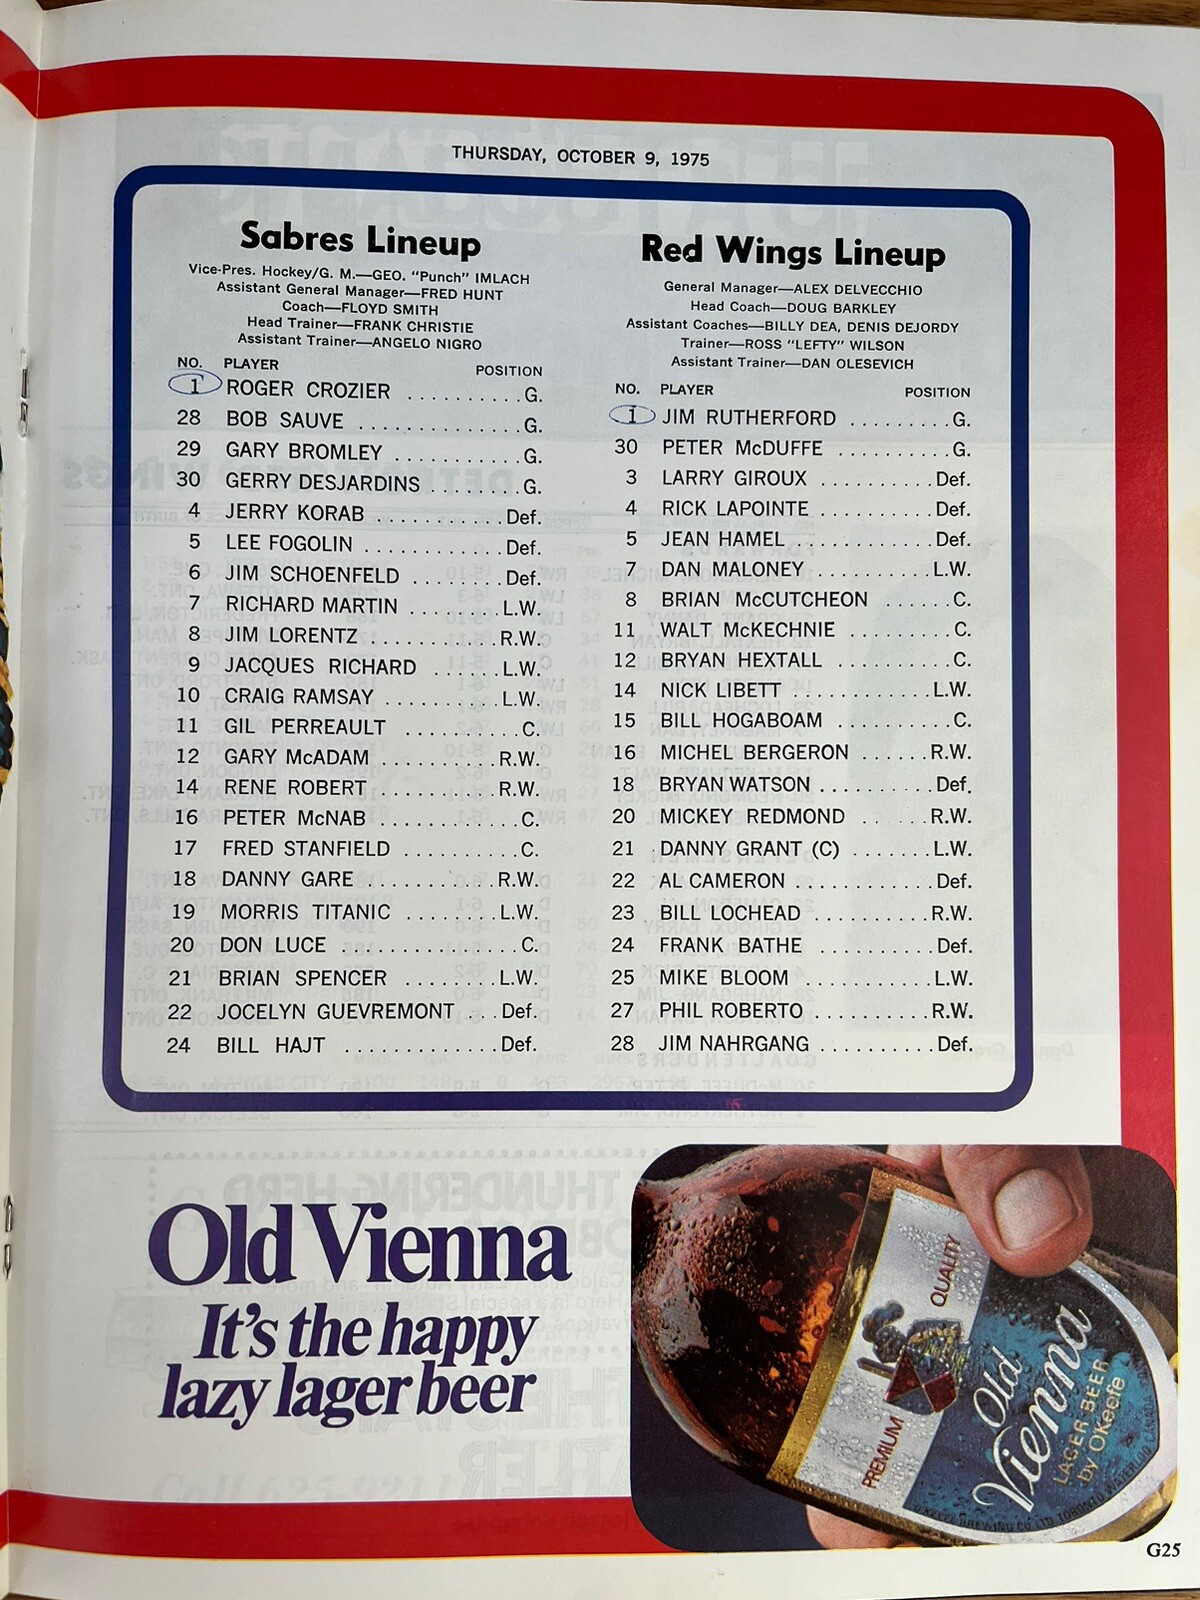 THURSDAY, OCTOBER 9, 1975
Sabres Lineup
Vice-Pres. Hockey/G. M.—GEO. "Punch" IMLACH
Assistant General Manager—FRED HUNT
Coach—FLOYD SMITH
Head Trainer—FRANK CHRISTIE
Assistant Trainer—ANGELO NIGRO
NO. PLAYER POSITION
1 ROGER CROZIER ..........G.
28 BOB SAUVE ..............G.
29 GARY BROMLEY ...........G.
30 GERRY DESJARDINS ........G.
4 JERRY KORAB ...........Def.
5 LEE FOGOLIN ............Def.
6 JIM SCHOENFELD ........Def.
7 RICHARD MARTIN ........L.W.
8 JIM LORENTZ ...........R.W.
9 JACQUES RICHARD .......L.W.
10 CRAIG RAMSAY ..........L.W.
11 GIL PERREAULT ..........C.
12 GARY McADAM ..........R.W.
14 RENE ROBERT ..........R.W.
16 PETER McNAB ............C.
17 FRED STANFIELD ..........C.
18 DANNY GARE ...........R.W.
19 MORRIS TITANIC ........L.W.
20 DON LUCE ..............C.
21 BRIAN SPENCER .........L.W.
22 JOCELYN GUEVREMONT ....Def.
24 BILL HAJT .............Def.
Red Wings Lineup
General Manager—ALEX DELVECCHIO
Head Coach—DOUG BARKLEY
Assistant Coaches—BILLY DEA, DENIS DEJORDY
Trainer—ROSS "LEFTY" WILSON
Assistant Trainer—DAN OLESEVICH
NO. PLAYER POSITION
1 JIM RUTHERFORD .........G.
30 PETER McDUFFE ..........G.
3 LARRY GIROUX ..........Def.
4 RICK LAPOINTE ..........Def.
5 JEAN HAMEL ............Def.
7 DAN MALONEY ..........L.W.
8 BRIAN McCUTCHEON ......C.
11 WALT McKECHNIE .........C.
12 BRYAN HEXTALL ..........C.
14 NICK LIBETT ...........L.W.
15 BILL HOGABOAM ..........C.
16 MICHEL BERGERON ......R.W.
18 BRYAN WATSON ..........Def.
20 MICKEY REDMOND ......R.W.
21 DANNY GRANT (C) .......L.W.
22 AL CAMERON ............Def.
23 BILL LOCHEAD ..........R.W.
24 FRANK BATHE ..........Def.
25 MIKE BLOOM ...........L.W.
27 PHIL ROBERTO ..........R.W.
28 JIM NAHRGANG ..........Def.
Old Vienna
It's the happy
lazy lager beer
PREMIUM QUALITY
Old
Vienna
LAGER BEER
by O'Keefe
G25